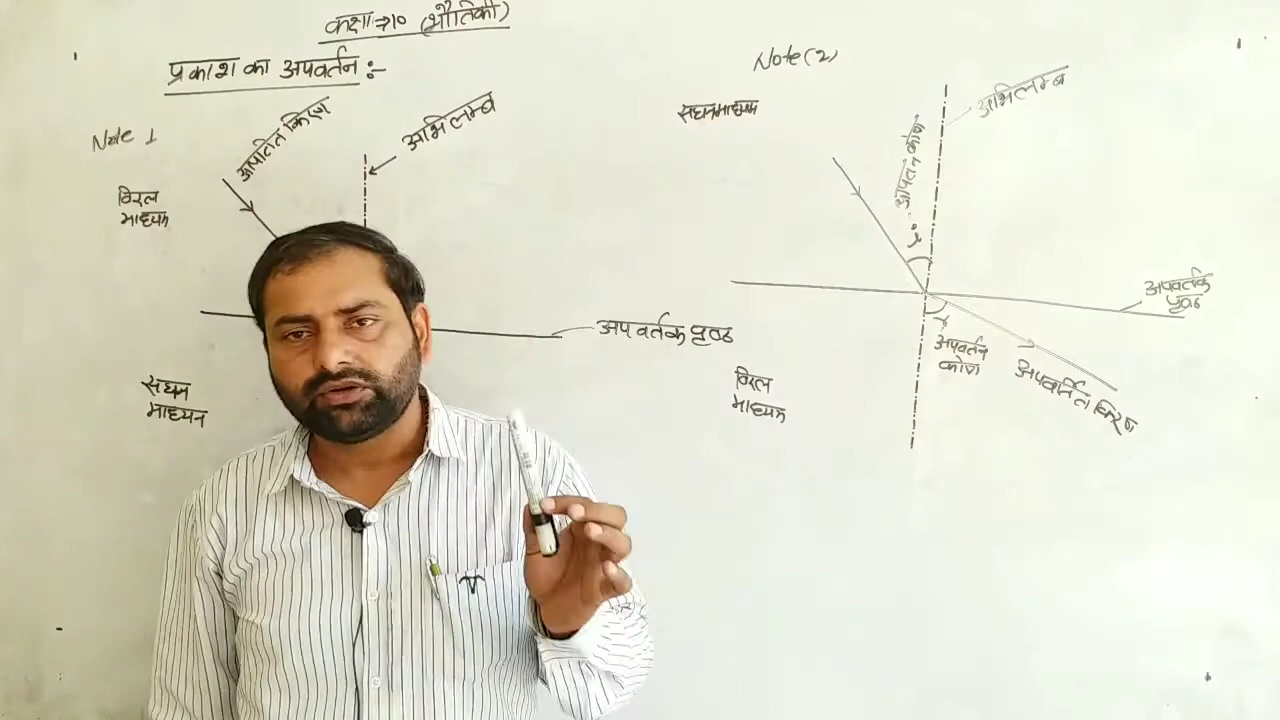 कक्षा⇒10 (भौतिकी)
प्रकाश का अपवर्तन :-
Note 1
आपतित किरण
अभिलम्ब
विरल
माध्यम
अपवर्तक पृष्ठ
सघन
माध्यम
Note (2)
सघन माध्यम
अभिलम्ब
आपतन कोण
i
अपवर्तक
पृष्ठ
r
अपवर्तन
कोण
अपवर्तित किरण
विरल
माध्यम